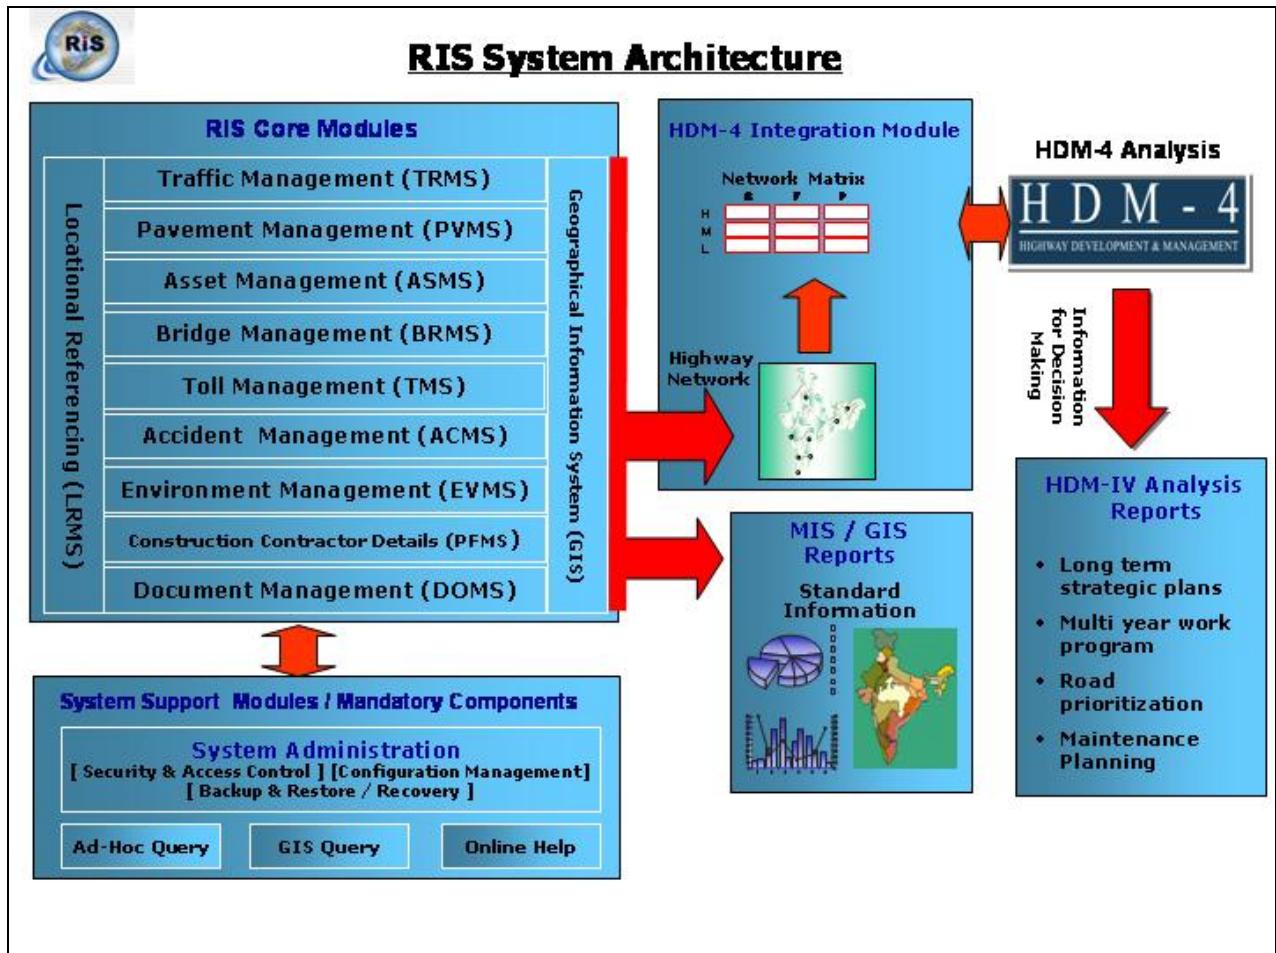 RiS
RIS System Architecture
RIS Core Modules
Locational Referencing (LRMS)
Traffic Management (TRMS)
Pavement Management (PVMS)
Asset Management (ASMS)
Bridge Management (BRMS)
Toll Management (TMS)
Accident Management (ACMS)
Environment Management (EVMS)
Construction Contractor Details (PFMS)
Document Management (DOMS)
Geographical Information System (GIS)
System Support Modules / Mandatory Components
System Administration
[ Security & Access Control ] [Configuration Management]
[ Backup & Restore / Recovery ]
Ad-Hoc Query
GIS Query
Online Help
HDM-4 Integration Module
Network Matrix
H
M
L
Highway
Network
MIS / GIS
Reports
Standard
Information
HDM-4 Analysis
HDM-4
HIGHWAY DEVELOPMENT & MANAGEMENT
Information
for Decision
Making
HDM-IV Analysis
Reports
• Long term
strategic plans
• Multi year work
program
• Road
prioritization
• Maintenance
Planning